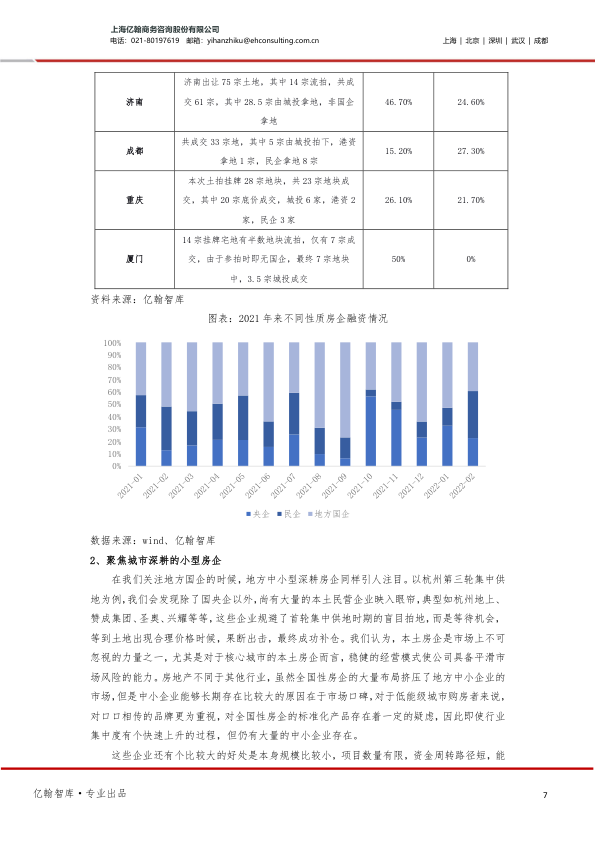 上海亿翰商务咨询股份有限公司
电话：021-80197619 邮箱：yihanzhiku@ehconsulting.com.cn
上海 | 北京 | 深圳 | 武汉 | 成都
济南
济南出让 75 宗土地，其中 14 宗流拍，共成
交 61 宗，其中 28.5 宗由城投拿地，非国企
拿地
46.70%
24.60%
成都
共成交 33 宗地，其中 5 宗由城投拍下，港资
拿地 1 宗，民企拿地 8 宗
15.20%
27.30%
重庆
本次土拍挂牌 28 宗地块，共 23 宗地块成
交，其中 20 宗底价成交，城投 6 家，港资 2
家，民企 3 家
26.10%
21.70%
厦门
14 宗挂牌宅地有半数地块流拍，仅有 7 宗成
交，由于参拍时即无国企，最终 7 宗地块
中，3.5 宗城投成交
50%
0%
资料来源：亿翰智库
图表：2021 年来不同性质房企融资情况
100%
90%
80%
70%
60%
50%
40%
30%
20%
10%
0%
2021-01
2021-02
2021-03
2021-04
2021-05
2021-06
2021-07
2021-08
2021-09
2021-10
2021-11
2021-12
2022-01
2022-02
央企 民企 地方国企
数据来源：wind、亿翰智库
2、聚焦城市深耕的小型房企
在我们关注地方国企的时候，地方中小型深耕房企同样引人注目。以杭州第三轮集中供
地为例，我们会发现除了国央企以外，尚有大量的本土民营企业映入眼帘，典型如杭州地上、
赞成集团、圣奥、兴耀等等，这些企业规避了首轮集中供地时期的盲目拍地，而是等待机会，
等到土地出现合理价格时候，果断出击，最终成功补仓。我们认为，本土房企是市场上不可
忽视的力量之一，尤其是对于核心城市的本土房企而言，稳健的经营模式使公司具备平滑市
场风险的能力。房地产不同于其他行业，虽然全国性房企的大量布局挤压了地方中小企业的
市场，但是中小企业能够长期存在比较大的原因在于市场口碑，对于低能级城市购房者来说，
对口口相传的品牌更为重视，对全国性房企的标准化产品存在着一定的疑虑，因此即使行业
集中度有个快速上升的过程，但仍有大量的中小企业存在。
这些企业还有个比较大的好处是本身规模比较小，项目数量有限，资金周转路径短，能
亿翰智库·专业出品
7